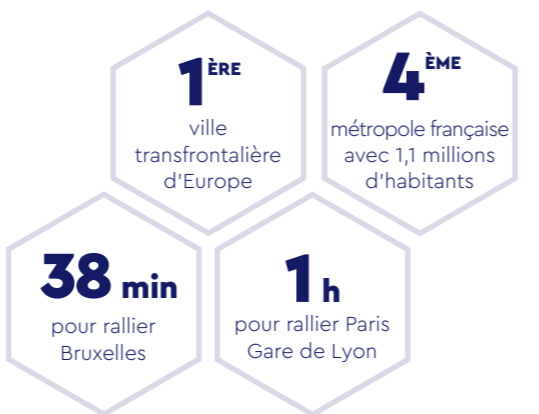 1ÈRE
ville
transfrontalière
d'Europe
4ÈME
métropole française
avec 1,1 millions
d'habitants
38 min
pour rallier
Bruxelles
1 h
pour rallier Paris
Gare de Lyon